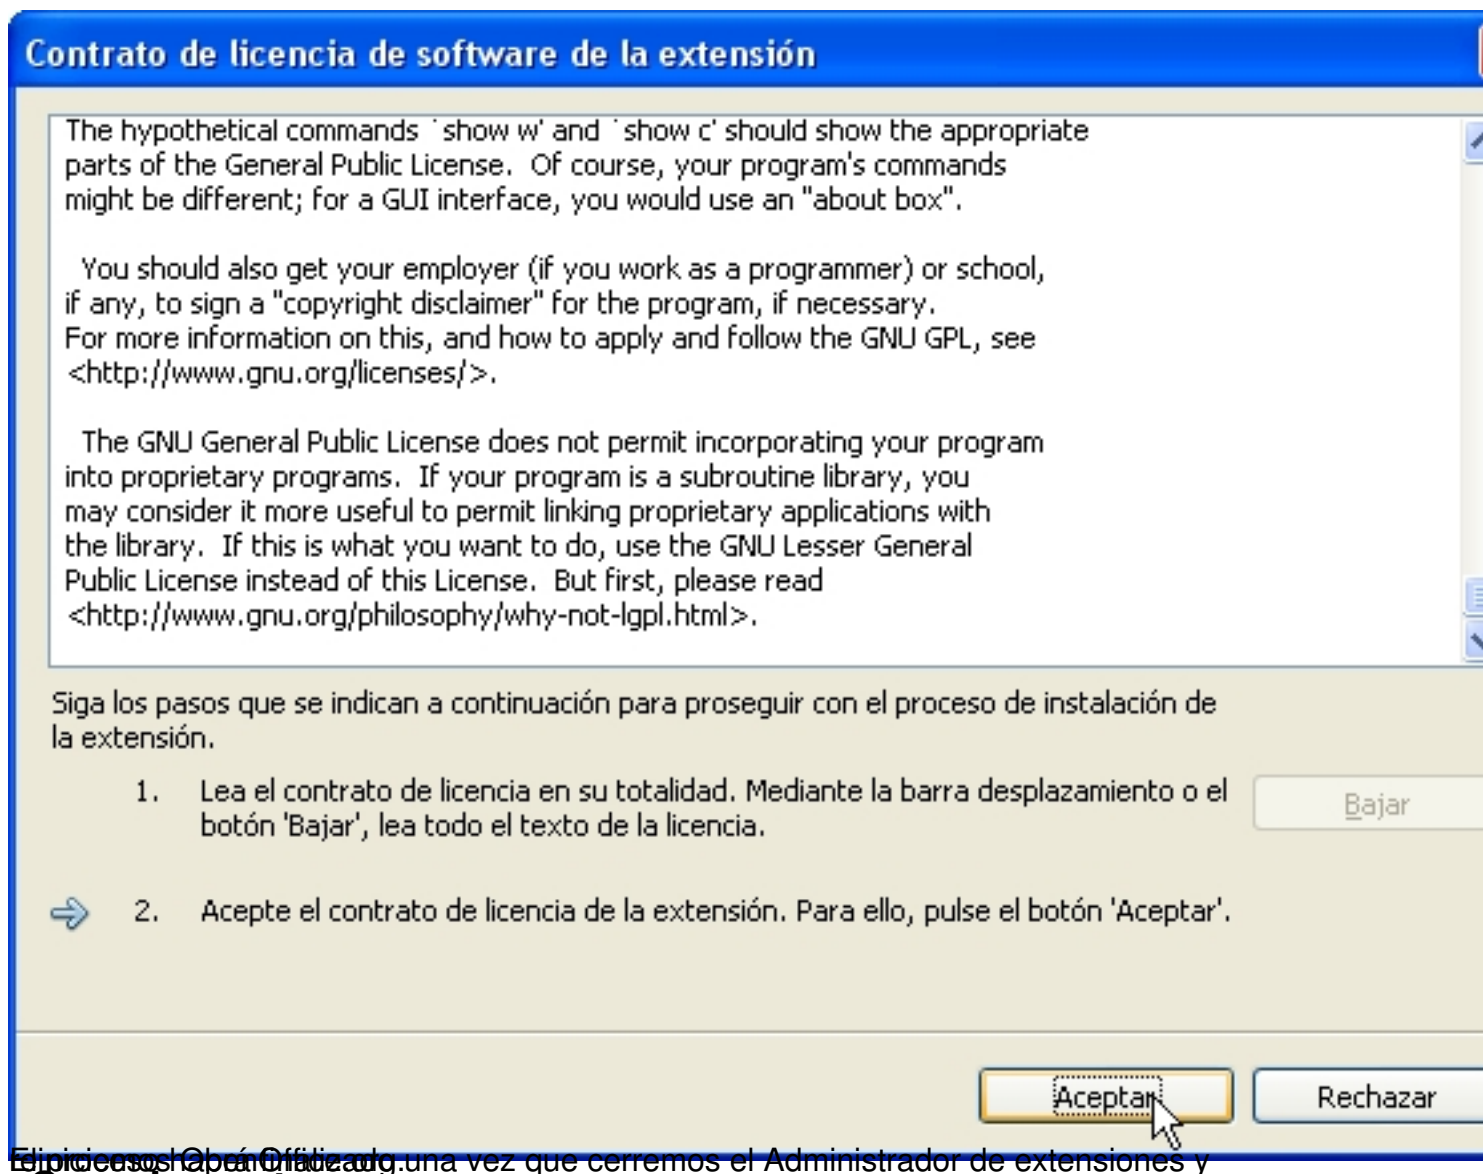 Contrato de licencia de software de la extensión
The hypothetical commands `show w' and `show c' should show the appropriate
parts of the General Public License.  Of course, your program's commands
might be different; for a GUI interface, you would use an "about box".
You should also get your employer (if you work as a programmer) or school,
if any, to sign a "copyright disclaimer" for the program, if necessary.
For more information on this, and how to apply and follow the GNU GPL, see
<http://www.gnu.org/licenses/>.
The GNU General Public License does not permit incorporating your program
into proprietary programs.  If your program is a subroutine library, you
may consider it more useful to permit linking proprietary applications with
the library.  If this is what you want to do, use the GNU Lesser General
Public License instead of this License.  But first, please read
<http://www.gnu.org/philosophy/why-not-lgpl.html>.
Siga los pasos que se indican a continuación para proseguir con el proceso de instalación de
la extensión.
1. Lea el contrato de licencia en su totalidad. Mediante la barra desplazamiento o el
botón 'Bajar', lea todo el texto de la licencia.
Bajar
2. Acepte el contrato de licencia de la extensión. Para ello, pulse el botón 'Aceptar'.
Aceptar
Rechazar
una vez que cerremos el Administrador de extensiones y